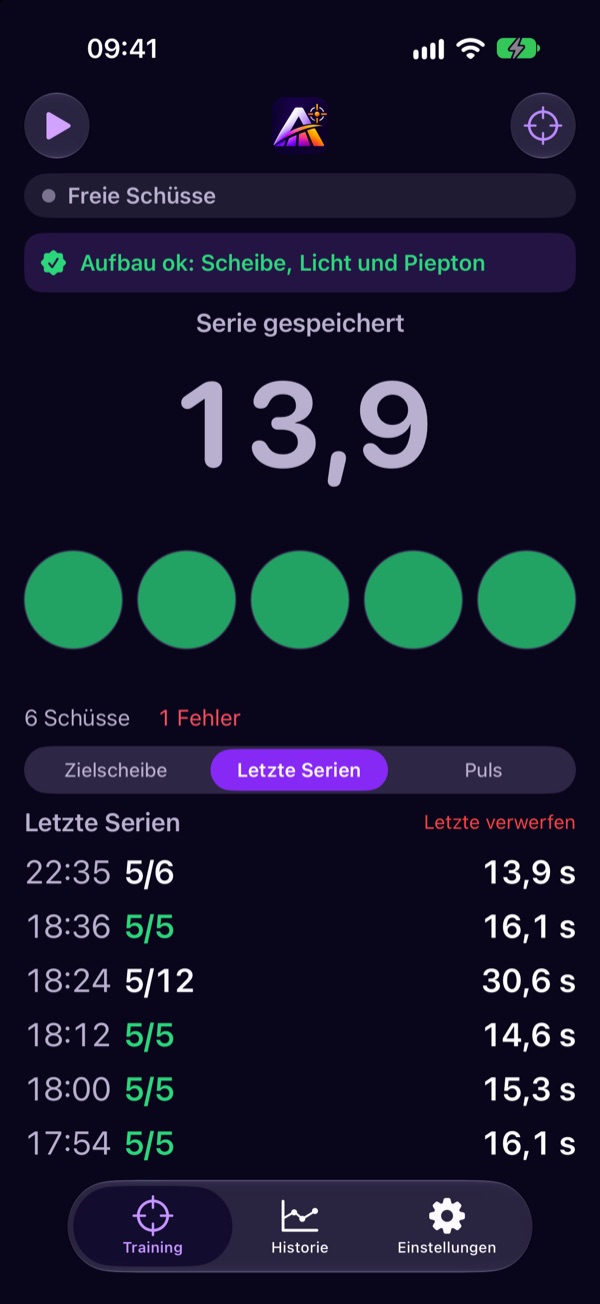 09:41
Freie Schüsse
Aufbau ok: Scheibe, Licht und Piepton
Serie gespeichert
13,9
6 Schüsse 1 Fehler
Zielscheibe Letzte Serien Puls
Letzte Serien Letzte verwerfen
22:35 5/6 13,9 s
18:36 5/5 16,1 s
18:24 5/12 30,6 s
18:12 5/5 14,6 s
18:00 5/5 15,3 s
17:54 5/5 16,1 s
Training Historie Einstellungen